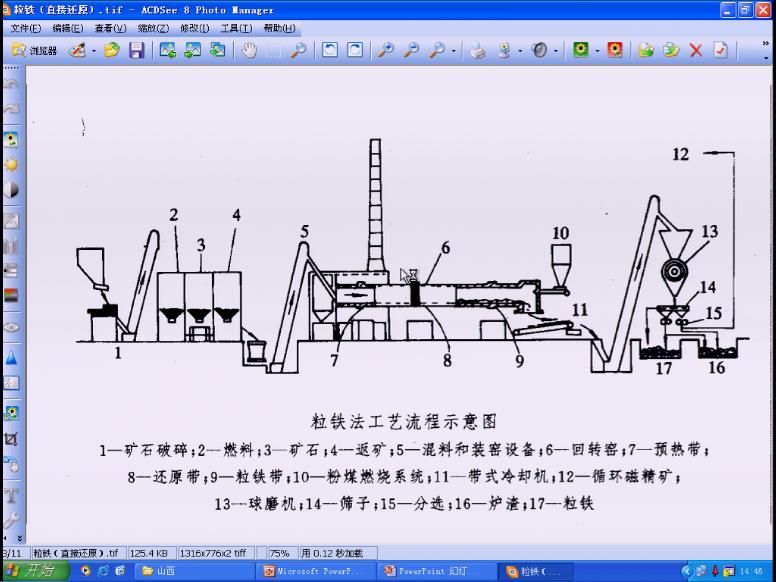 粒铁(直接还原).tif - ACDSee 8 Photo Manager
文件(F) 编辑(E) 查看(V) 缩放(Z) 修改(I) 工具(T) 帮助(H)
浏览器
12
2
4
3
5
6
10
13
14
15
11
1
7
8
9
17
16
粒铁法工艺流程示意图
1—矿石破碎;2—燃料;3—矿石;4—返矿;5—混料和装窑设备;6—回转窑;7—预热带;
8—还原带;9—粒铁带;10—粉煤燃烧系统;11—带式冷却机;12—循环磁精矿;
13—球磨机;14—筛子;15—分选;16—炉渣;17—粒铁
3/11 粒铁(直接还原).tif 125.4 KB 1316x776x2 tiff 75% 用 0.12 秒加载
开始 山西 Microsoft PowerP... PowerPoint 幻灯... 粒铁(... 14:46